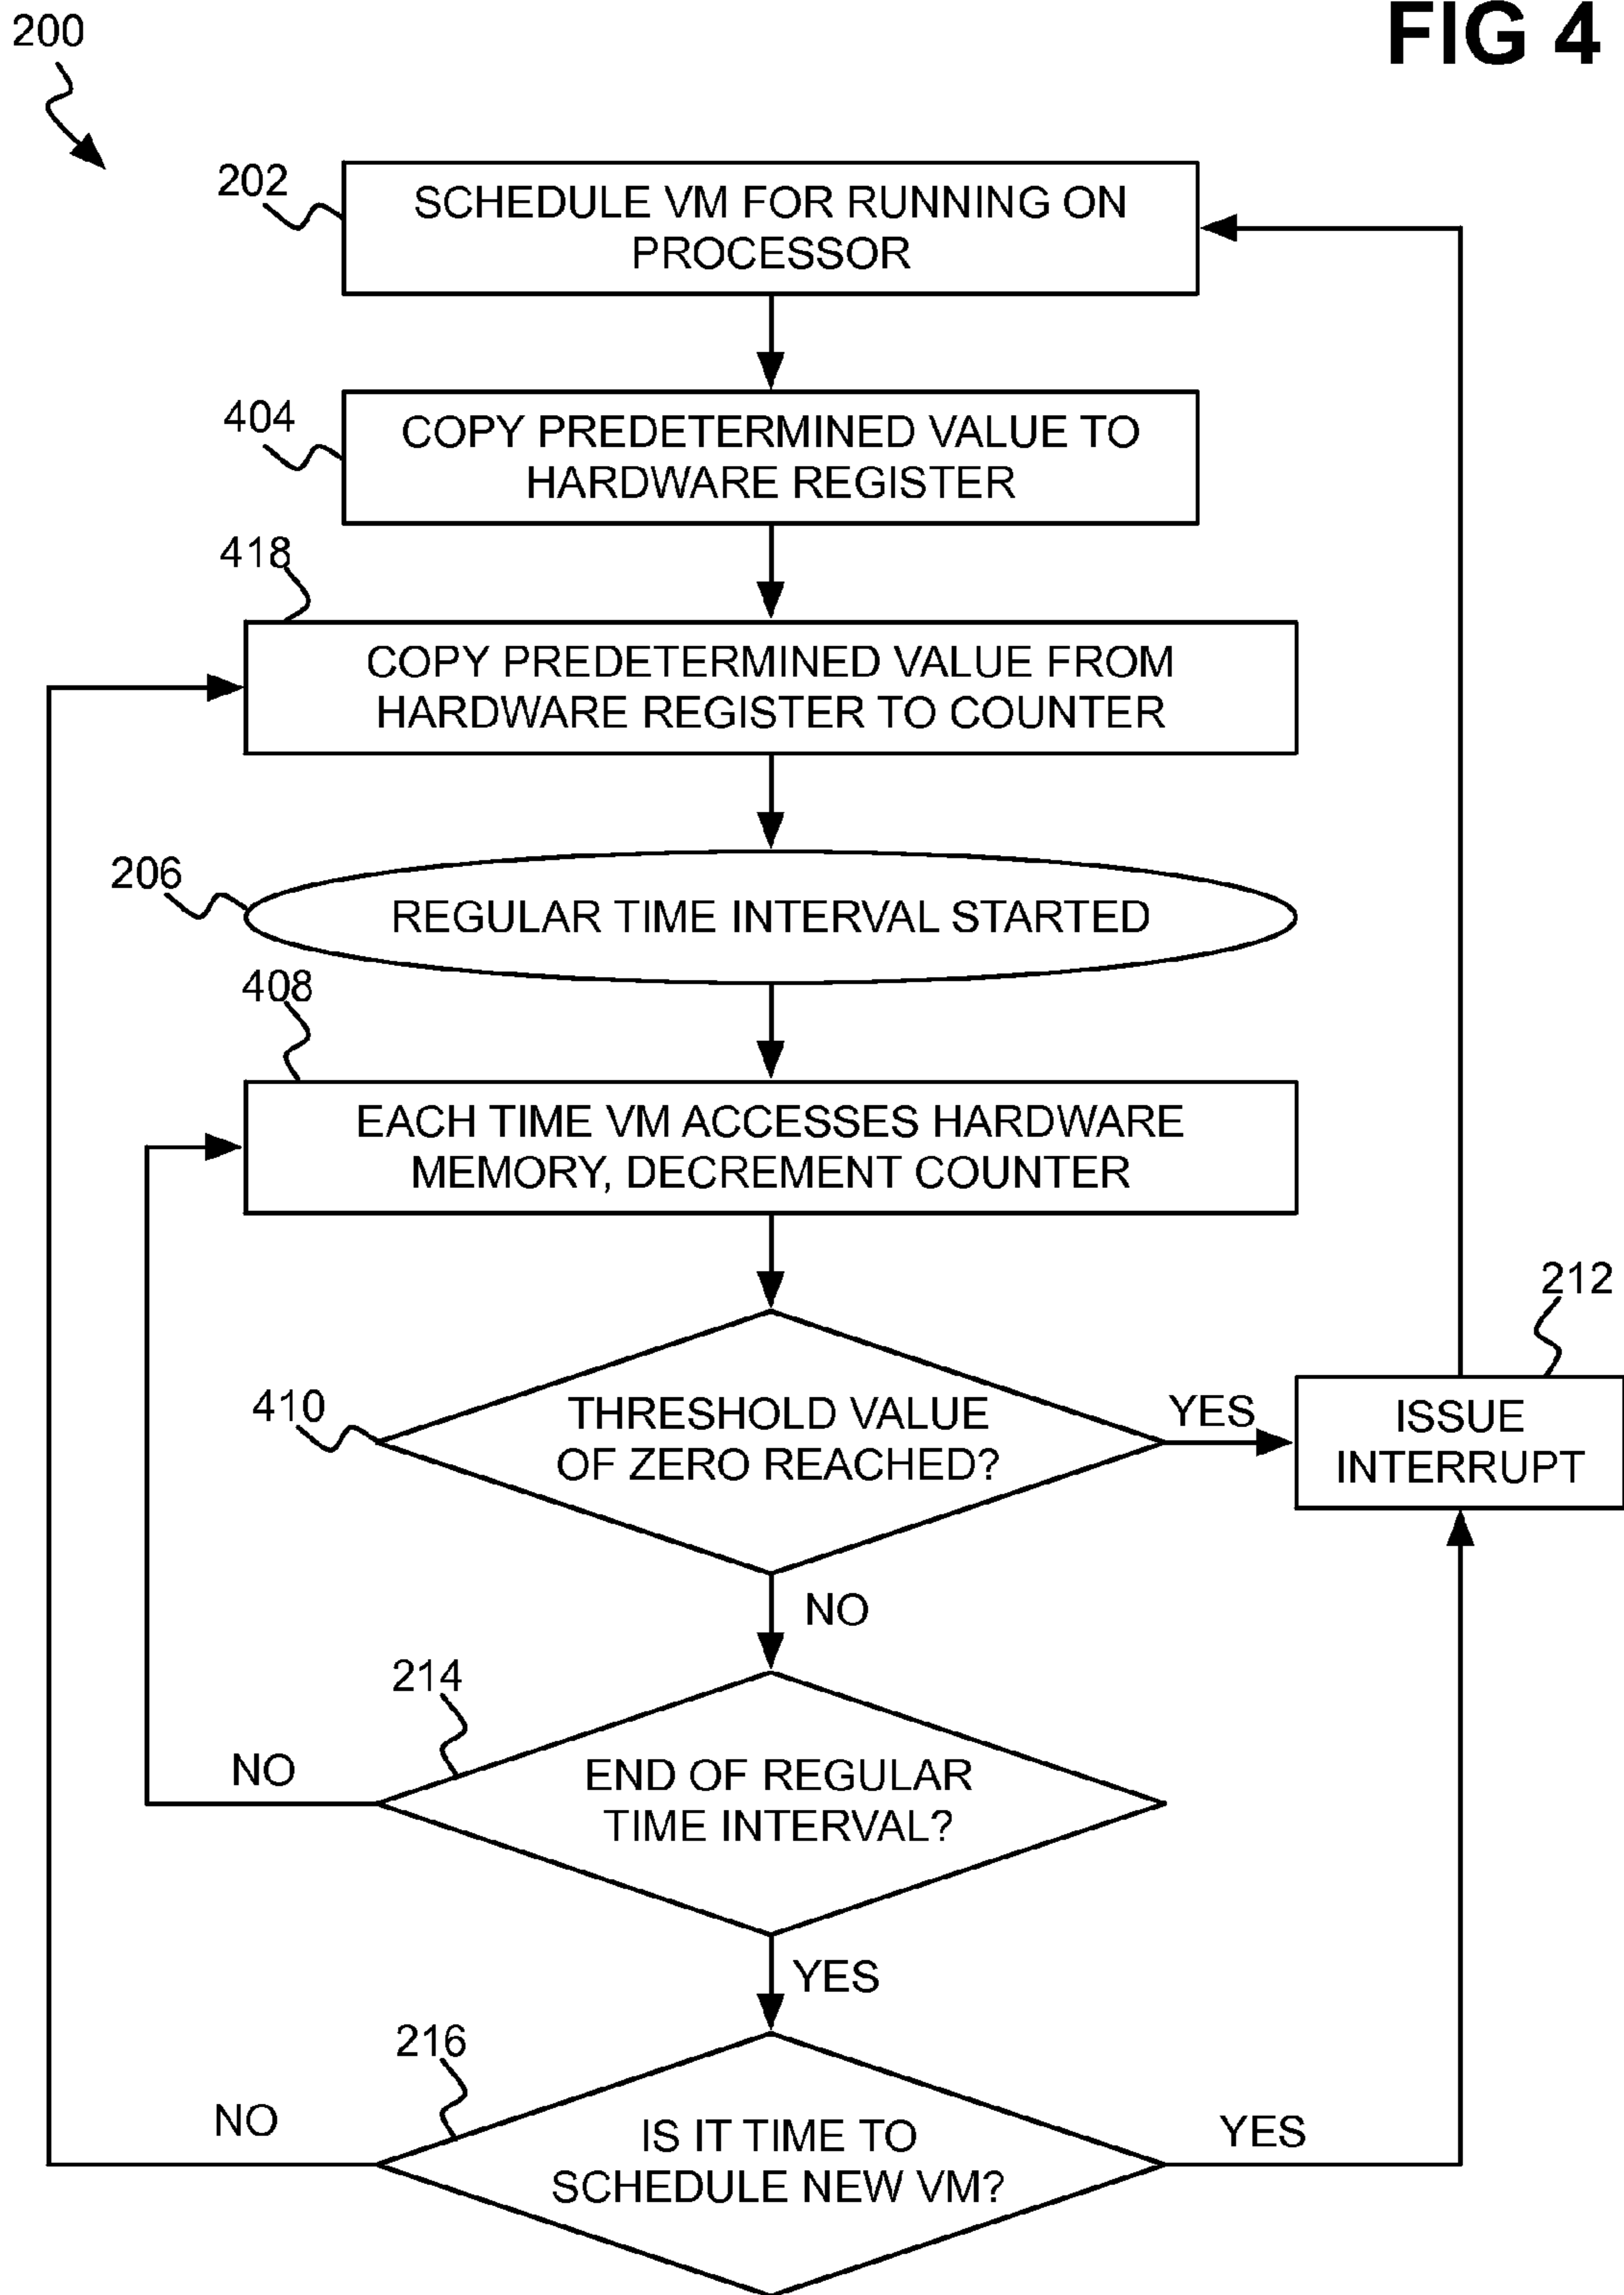 FIG 4
200
202
SCHEDULE VM FOR RUNNING ON
PROCESSOR
404
COPY PREDETERMINED VALUE TO
HARDWARE REGISTER
418
COPY PREDETERMINED VALUE FROM
HARDWARE REGISTER TO COUNTER
206
REGULAR TIME INTERVAL STARTED
408
EACH TIME VM ACCESSES HARDWARE
MEMORY, DECREMENT COUNTER
410
THRESHOLD VALUE
OF ZERO REACHED?
YES
212
ISSUE
INTERRUPT
NO
214
END OF REGULAR
TIME INTERVAL?
NO
YES
216
IS IT TIME TO
SCHEDULE NEW VM?
NO
YES